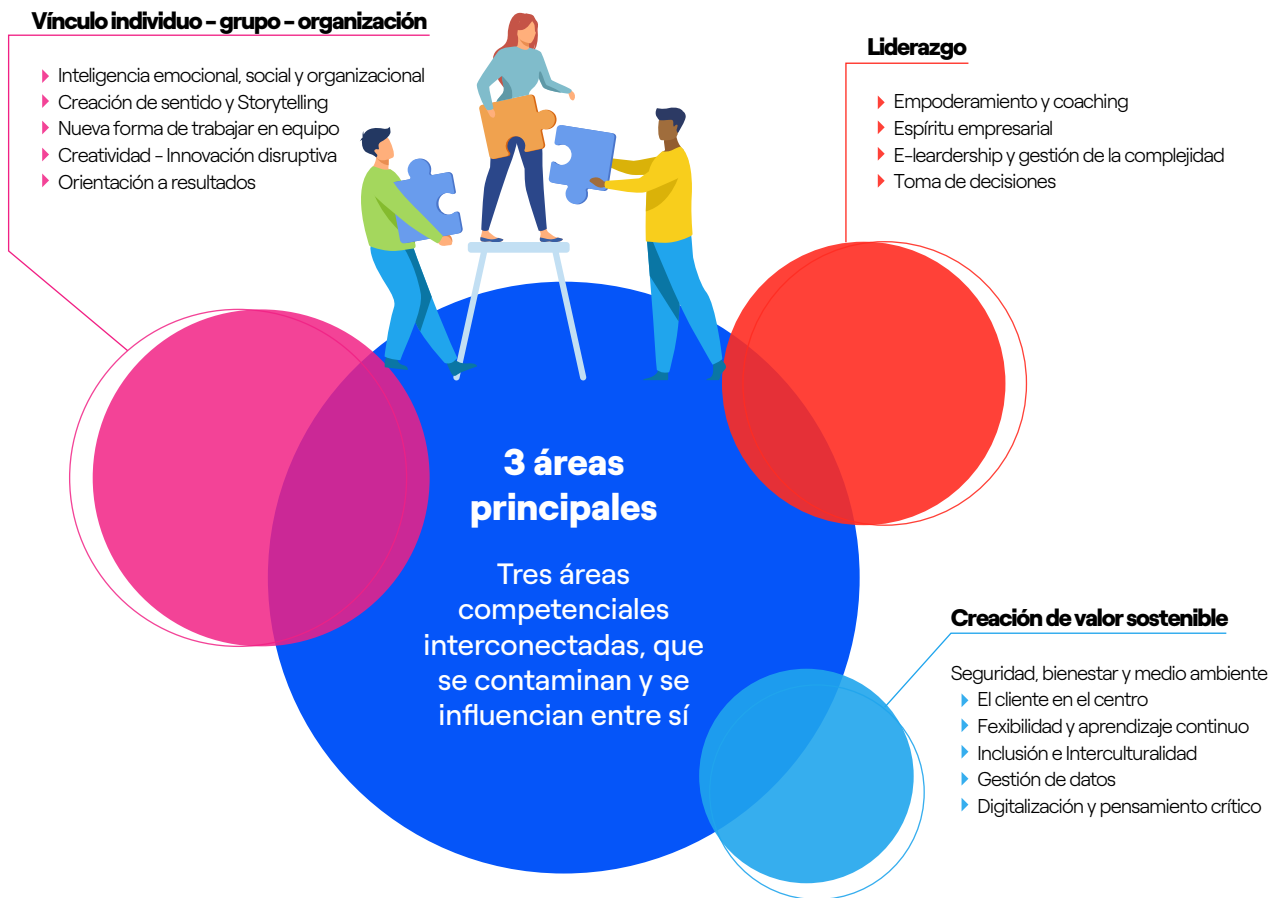 Vínculo individuo - grupo - organización
Inteligencia emocional, social y organizacional
Creación de sentido y Storytelling
Nueva forma de trabajar en equipo
Creatividad - Innovación disruptiva
Orientación a resultados
Liderazgo
Empoderamiento y coaching
Espíritu empresarial
E-leardership y gestión de la complejidad
Toma de decisiones
3 áreas
principales
Tres áreas
competenciales
interconectadas, que
se contaminan y se
influencian entre sí
Creación de valor sostenible
Seguridad, bienestar y medio ambiente
El cliente en el centro
Fexibilidad y aprendizaje continuo
Inclusión e Interculturalidad
Gestión de datos
Digitalización y pensamiento crítico